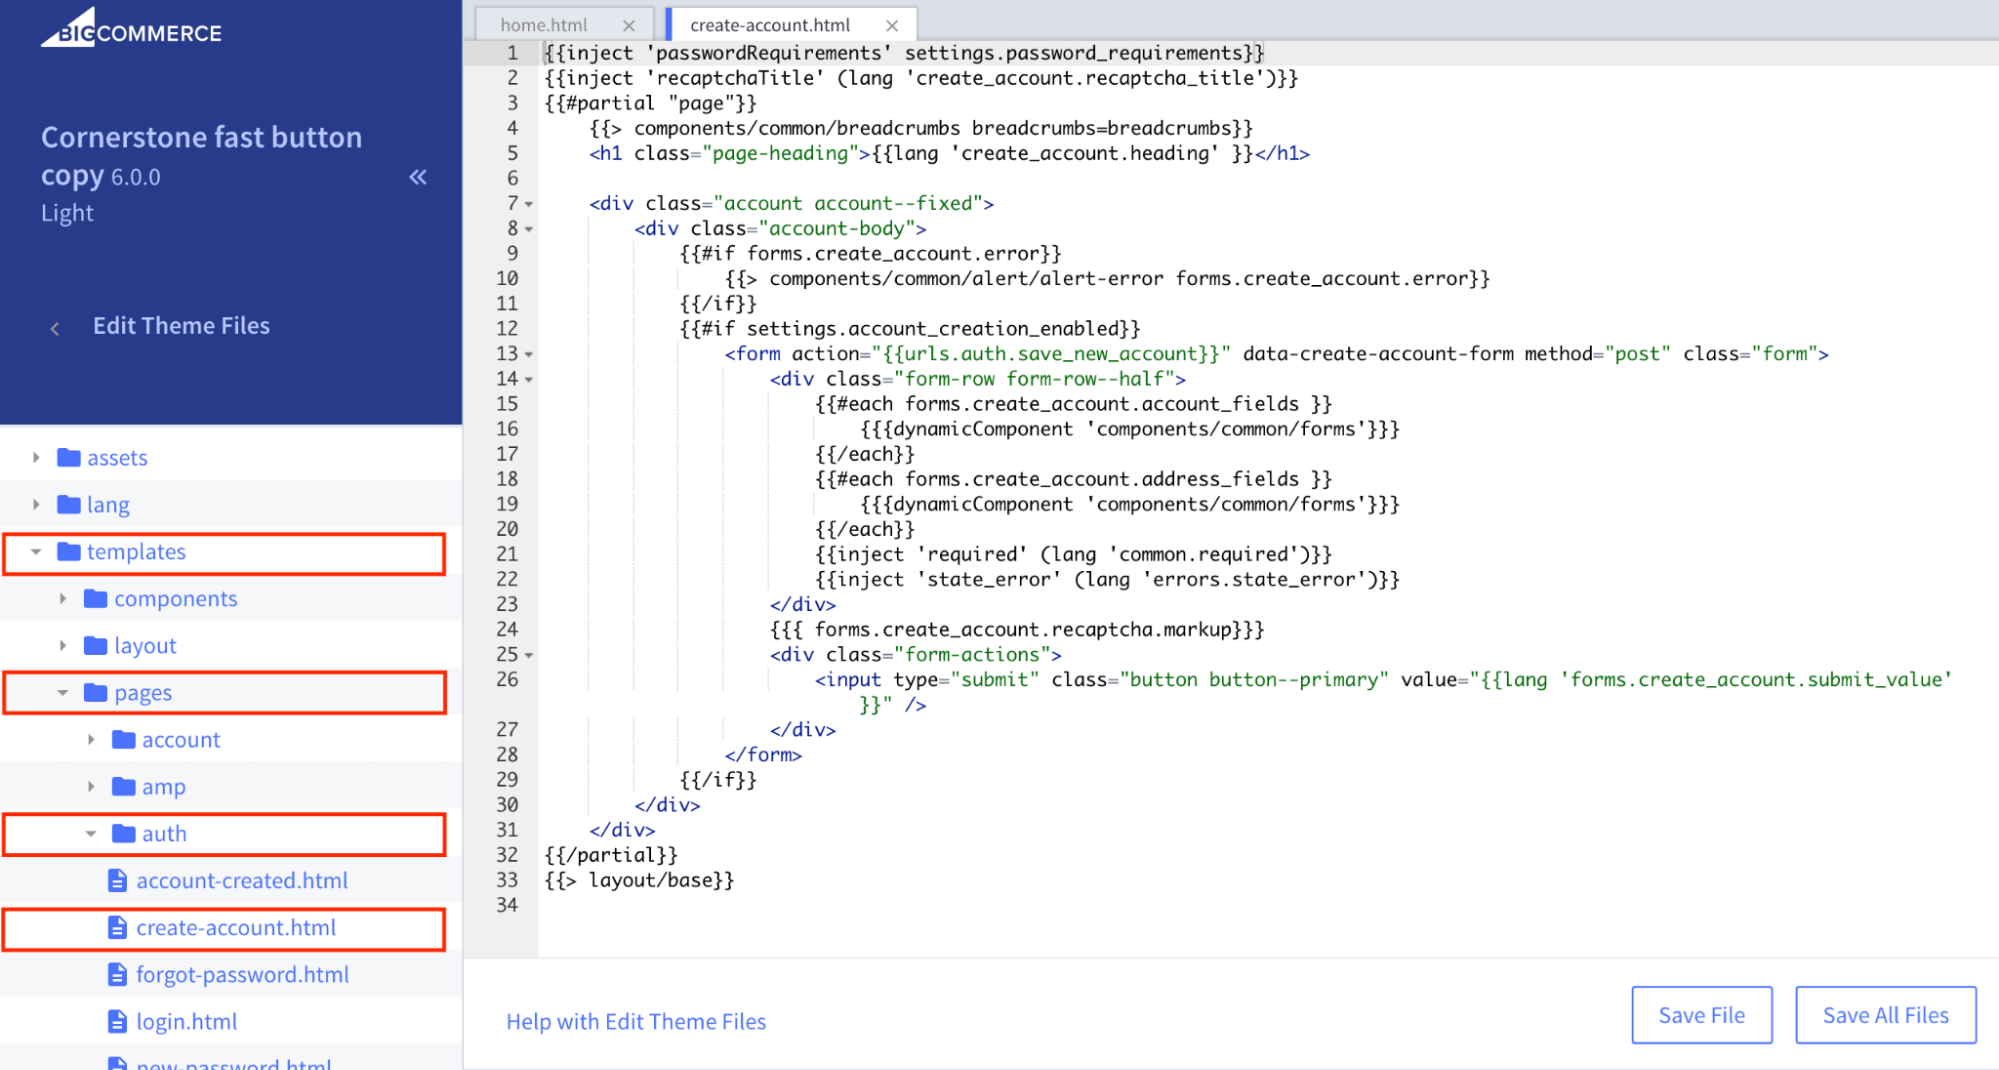 BIGCOMMERCE
Cornerstone fast button
copy 6.0.0
Light
Edit Theme Files
assets
lang
templates
components
layout
pages
account
amp
auth
account-created.html
create-account.html
forgot-password.html
login.html
new-password.html
home.html
create-account.html
1 {{inject 'passwordRequirements' settings.password_requirements}}
2 {{inject 'recaptchaTitle' (lang 'create_account.recaptcha_title')}}
3 {{#partial "page"}}
4 {{> components/common/breadcrumbs breadcrumbs=breadcrumbs}}
5 <h1 class="page-heading">{{lang 'create_account.heading' }}</h1>
6
7 <div class="account account--fixed">
8 <div class="account-body">
9 {{#if forms.create_account.error}}
10 {{> components/common/alert/alert-error forms.create_account.error}}
11 {{/if}}
12 {{#if settings.account_creation_enabled}}
13 <form action="{{urls.auth.save_new_account}}" data-create-account-form method="post" class="form">
14 <div class="form-row form-row--half">
15 {{#each forms.create_account.account_fields }}
16 {{{dynamicComponent 'components/common/forms'}}}
17 {{/each}}
18 {{#each forms.create_account.address_fields }}
19 {{{dynamicComponent 'components/common/forms'}}}
20 {{/each}}
21 {{inject 'required' (lang 'common.required')}}
22 {{inject 'state_error' (lang 'errors.state_error')}}
23 </div>
24 {{{ forms.create_account.recaptcha.markup}}}
25 <div class="form-actions">
26 <input type="submit" class="button button--primary" value="{{lang 'forms.create_account.submit_value'
}}" />
27 </div>
28 </form>
29 {{/if}}
30 </div>
31 </div>
32 {{/partial}}
33 {{> layout/base}}
34
Help with Edit Theme Files
Save File
Save All Files